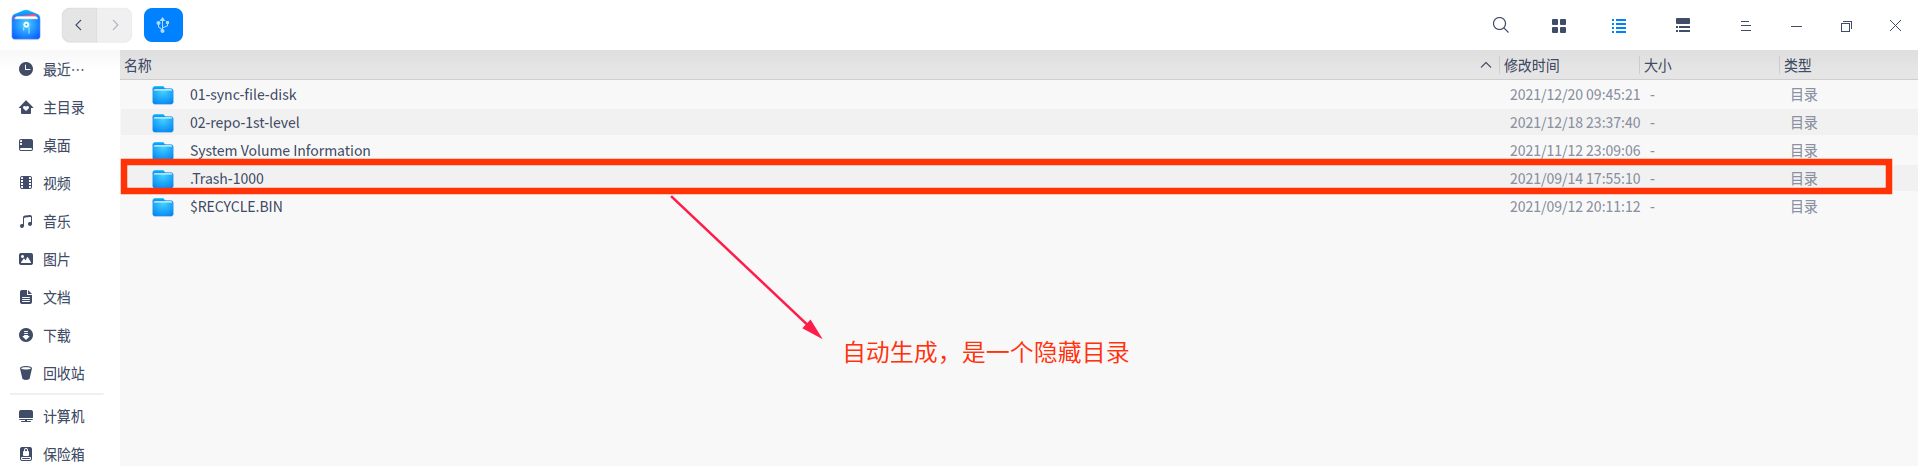 最近…
主目录
桌面
视频
音乐
图片
文档
下载
回收站
计算机
保险箱
名称 修改时间 大小 类型
01-sync-file-disk 2021/12/20 09:45:21 - 目录
02-repo-1st-level 2021/12/18 23:37:40 - 目录
System Volume Information 2021/11/12 23:09:06 - 目录
.Trash-1000 2021/09/14 17:55:10 - 目录
$RECYCLE.BIN 2021/09/12 20:11:12 - 目录
自动生成，是一个隐藏目录